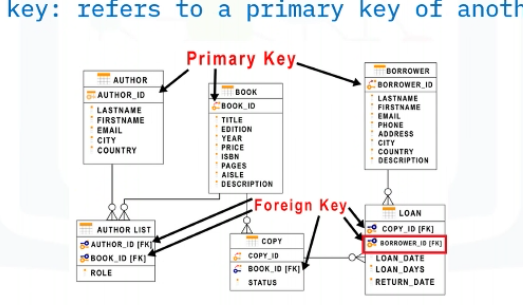 key: refers to a primary key of anoth
Primary Key
AUTHOR
AUTHOR_ID
LASTNAME
FIRSTNAME
EMAIL
CITY
COUNTRY
BOOK
BOOK_ID
TITLE
EDITION
YEAR
PRICE
ISBN
PAGES
AISLE
DESCRIPTION
BORROWER
BORROWER_ID
LASTNAME
FIRSTNAME
EMAIL
PHONE
ADDRESS
CITY
COUNTRY
DESCRIPTION
Foreign Key
AUTHOR LIST
AUTHOR_ID [FK]
BOOK_ID [FK]
ROLE
COPY
COPY_ID
BOOK_ID [FK]
STATUS
LOAN
COPY_ID [FK]
BORROWER_ID [FK]
LOAN_DATE
LOAN_DAYS
RETURN_DATE